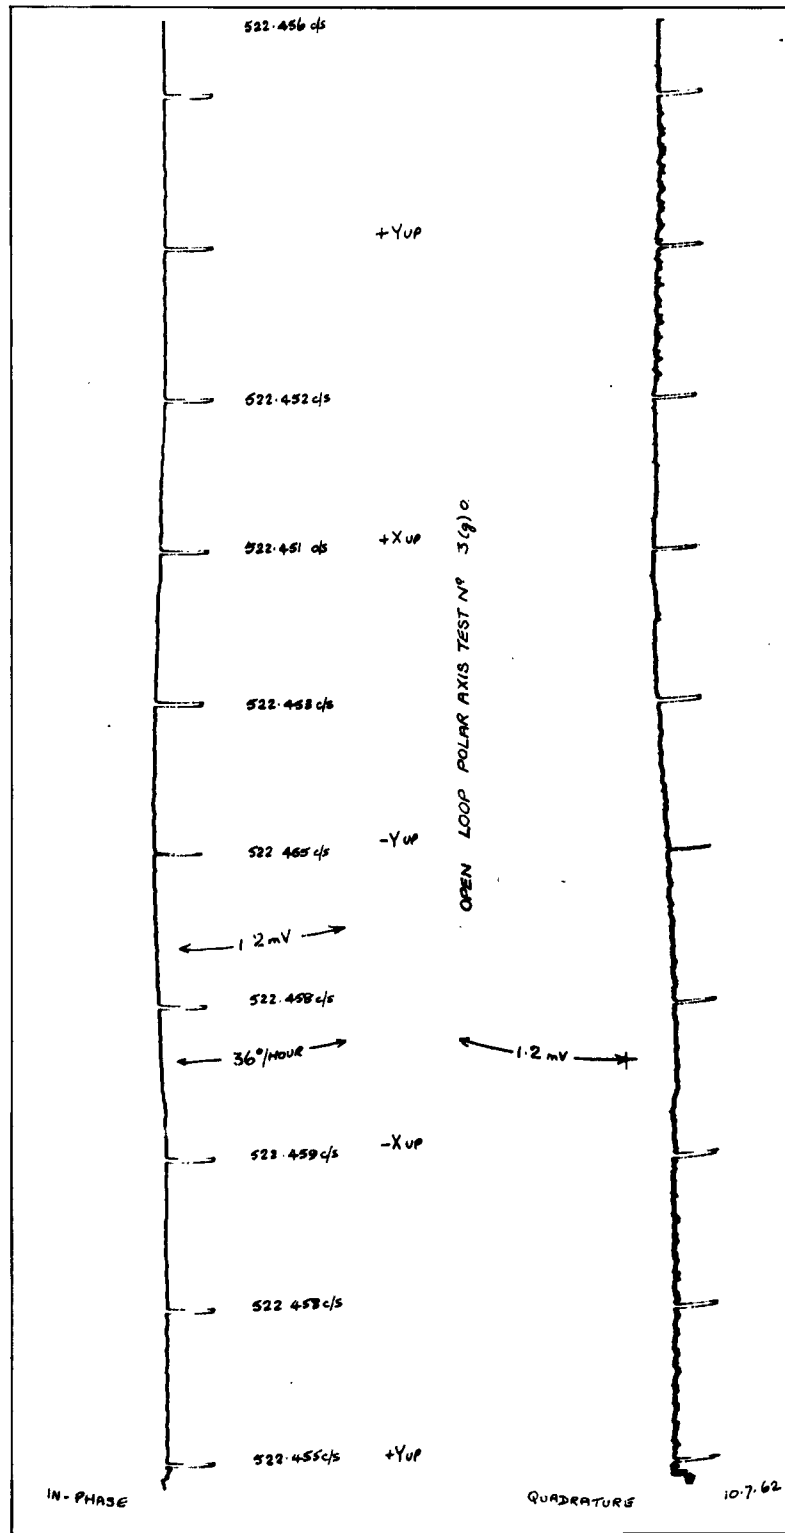 522.456 c/s
+Y UP
522.452 c/s
522.451 c/s
+X UP
OPEN LOOP POLAR AXIS TEST Nº 3(g)0.
522.453 c/s
522 465 c/s
-Y UP
1 2 mV
522.458 c/s
36°/HOUR
1.2 mV
522.459 c/s
-X UP
522 458 c/s
522.455 c/s
+Y UP
IN-PHASE
QUADRATURE
10.7.62